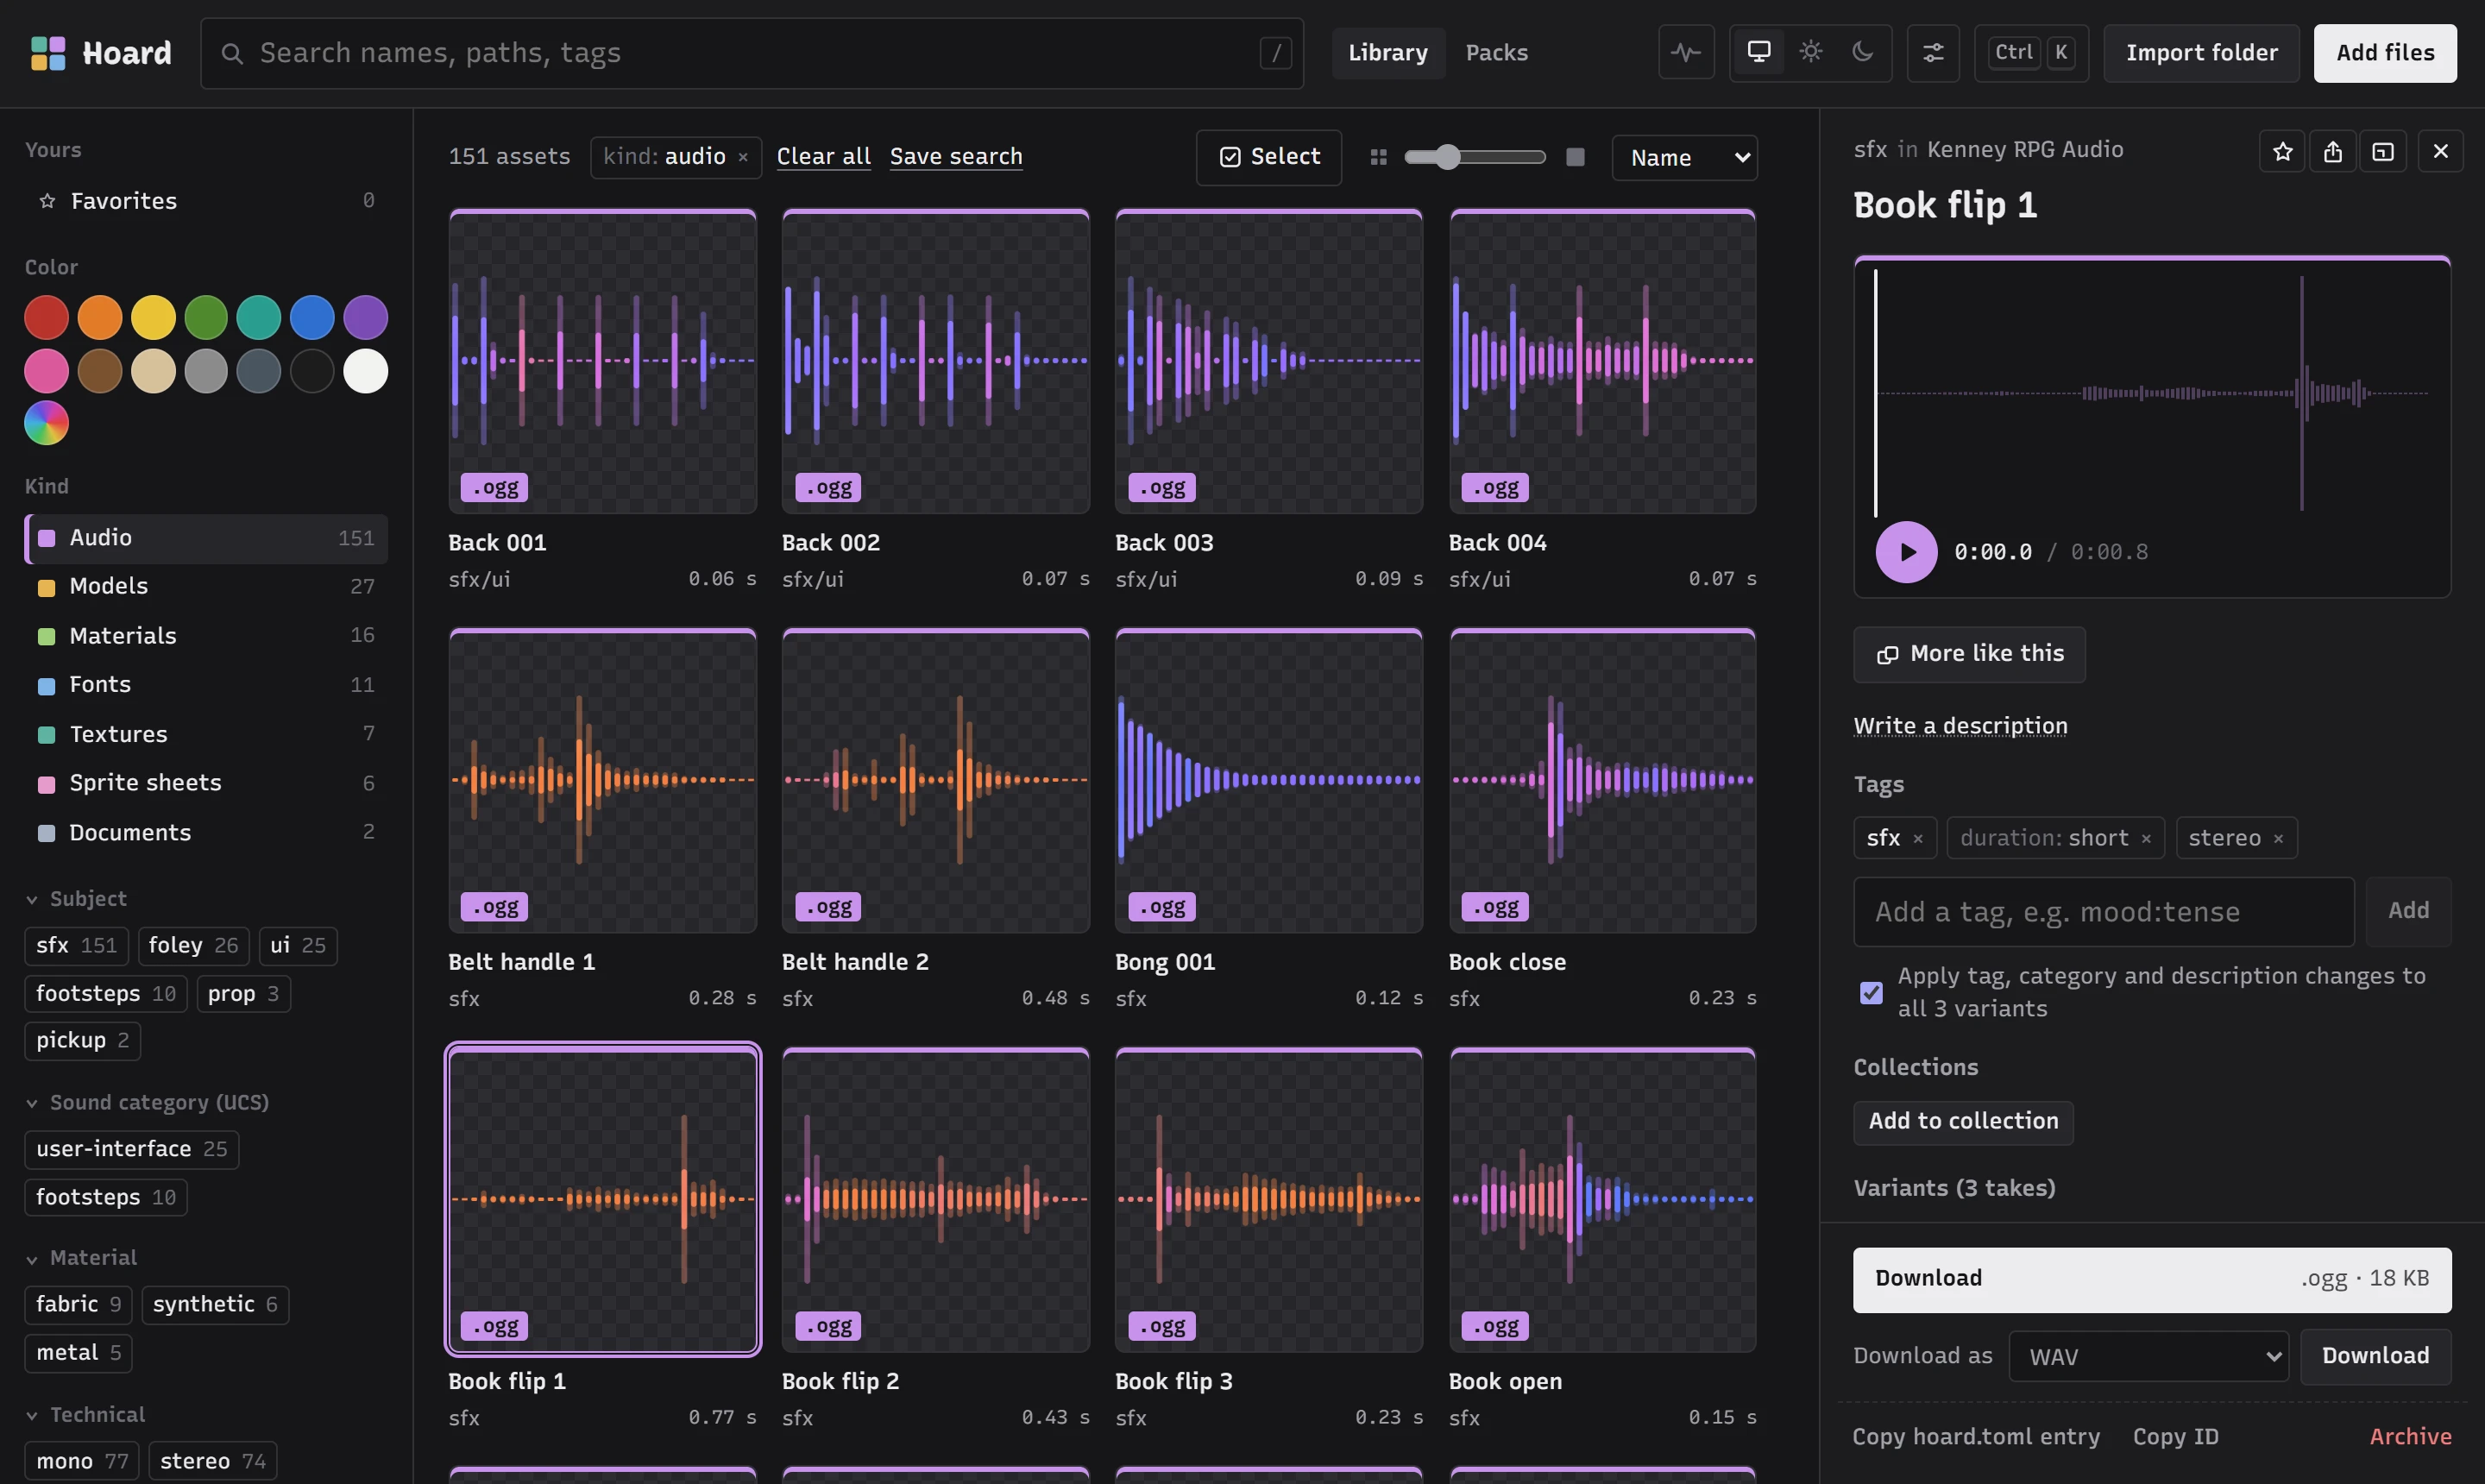 Hoard
Search names, paths, tags
/
Library
Packs
Ctrl K
Import folder
Add files
Yours
Favorites 0
Color
Kind
Audio 151
Models 27
Materials 16
Fonts 11
Textures 7
Sprite sheets 6
Documents 2
Subject
sfx 151 foley 26 ui 25
footsteps 10 prop 3
pickup 2
Sound category (UCS)
user-interface 25
footsteps 10
Material
fabric 9 synthetic 6
metal 5
Technical
mono 77 stereo 74
151 assets kind: audio × Clear all Save search
Select
Name
.ogg .ogg .ogg .ogg
Back 001 Back 002 Back 003 Back 004
sfx/ui 0.06 s sfx/ui 0.07 s sfx/ui 0.09 s sfx/ui 0.07 s
.ogg .ogg .ogg .ogg
Belt handle 1 Belt handle 2 Bong 001 Book close
sfx 0.28 s sfx 0.48 s sfx 0.12 s sfx 0.23 s
.ogg .ogg .ogg .ogg
Book flip 1 Book flip 2 Book flip 3 Book open
sfx 0.77 s sfx 0.43 s sfx 0.23 s sfx 0.15 s
sfx in Kenney RPG Audio
Book flip 1
0:00.0 / 0:00.8
More like this
Write a description
Tags
sfx × duration: short × stereo ×
Add a tag, e.g. mood:tense
Add
Apply tag, category and description changes to
all 3 variants
Collections
Add to collection
Variants (3 takes)
Download .ogg · 18 KB
Download as WAV Download
Copy hoard.toml entry Copy ID Archive